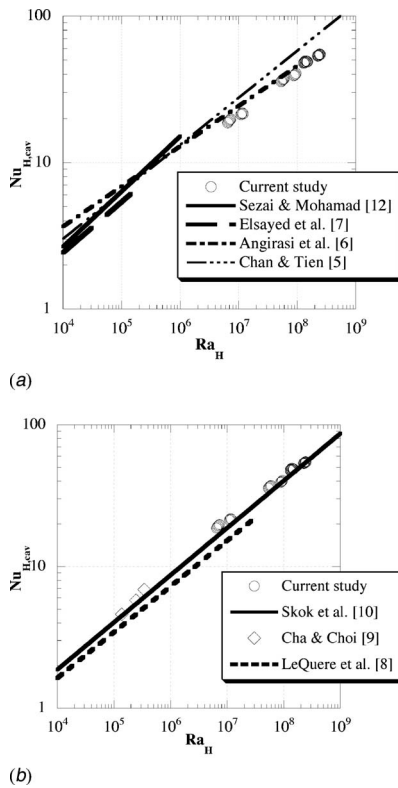 (a)
100
10
1
Nu_H,cav
Current study
Sezai & Mohamad [12]
Elsayed et al. [7]
Angirasi et al. [6]
Chan & Tien [5]
10^4 10^5 10^6 10^7 10^8 10^9
Ra_H
(b)
100
10
1
Nu_H,cav
Current study
Skok et al. [10]
Cha & Choi [9]
LeQuere et al. [8]
10^4 10^5 10^6 10^7 10^8 10^9
Ra_H